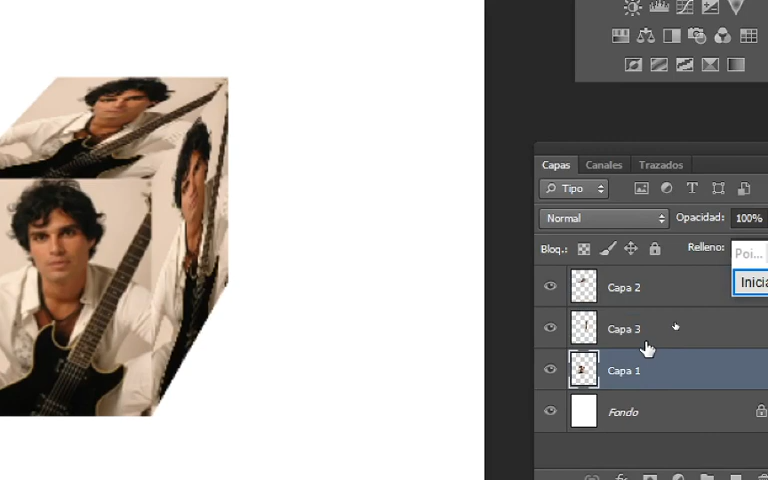 Capas Canales Trazados
Tipo
Normal Opacidad: 100%
Bloq.: Relleno: Poi...
Inicia
Capa 2
Capa 3
Capa 1
Fondo